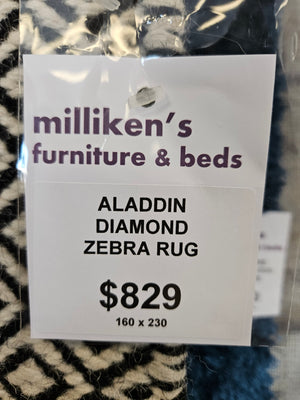 milliken's
furniture & beds
ALADDIN
DIAMOND
ZEBRA RUG
$829
160 x 230